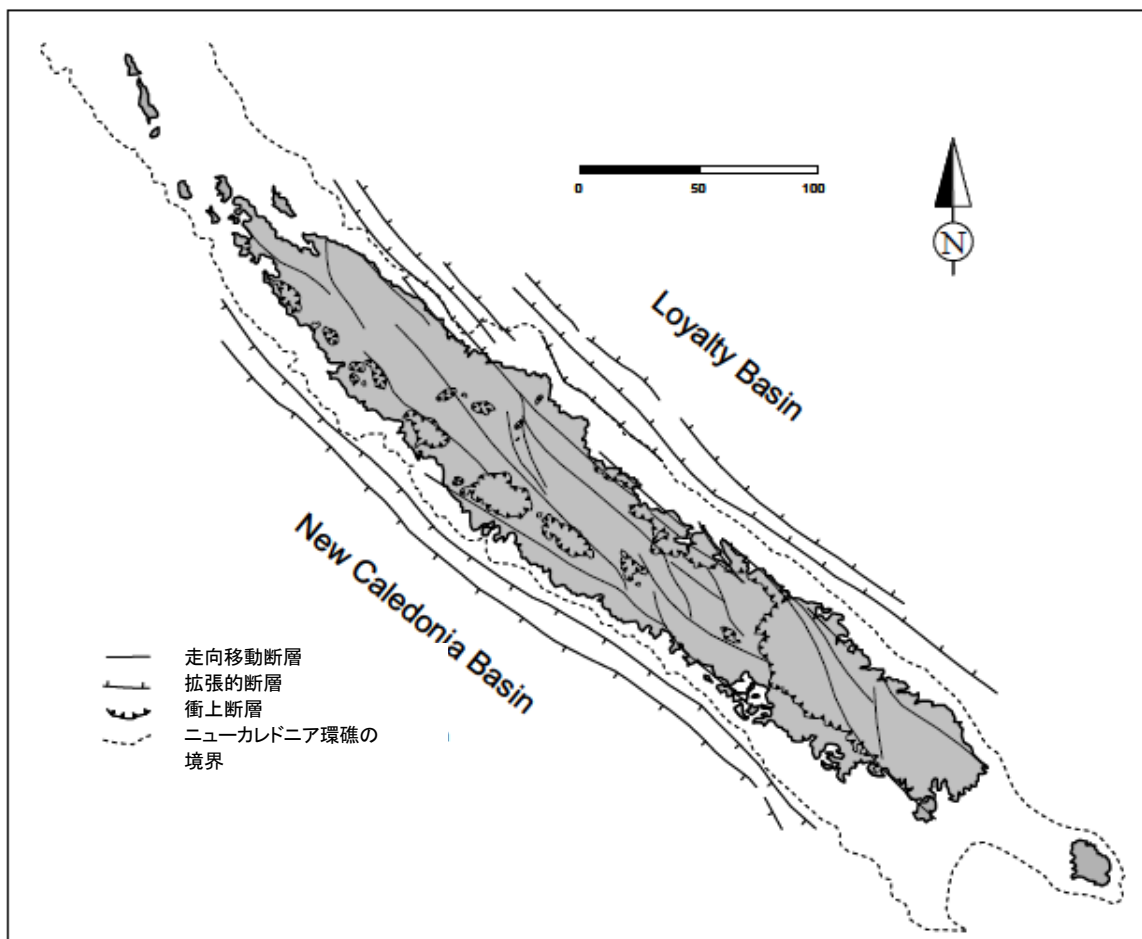 0 50 100
N
Loyalty Basin
New Caledonia Basin
走向移動断層
拡張的断層
衝上断層
ニューカレドニア環礁の
境界